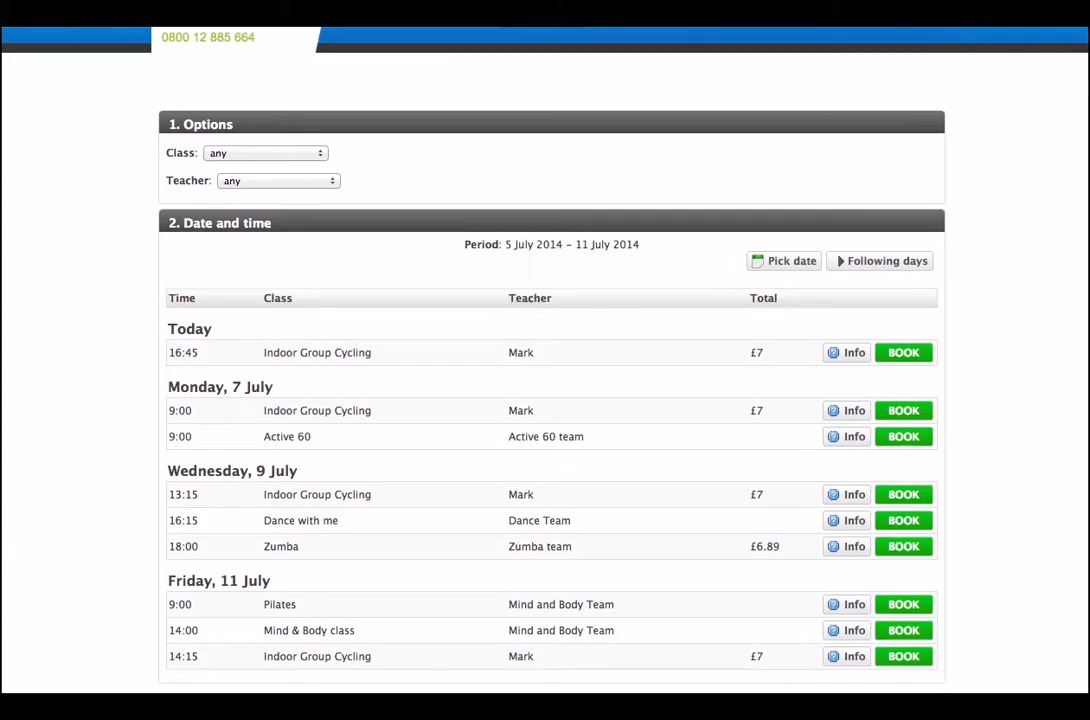 0800 12 885 664
1. Options
Class: any
Teacher: any
2. Date and time
Period: 5 July 2014 – 11 July 2014
Pick date Following days
Time Class Teacher Total
Today
16:45 Indoor Group Cycling Mark £7 Info BOOK
Monday, 7 July
9:00 Indoor Group Cycling Mark £7 Info BOOK
9:00 Active 60 Active 60 team Info BOOK
Wednesday, 9 July
13:15 Indoor Group Cycling Mark £7 Info BOOK
16:15 Dance with me Dance Team Info BOOK
18:00 Zumba Zumba team £6.89 Info BOOK
Friday, 11 July
9:00 Pilates Mind and Body Team Info BOOK
14:00 Mind & Body class Mind and Body Team Info BOOK
14:15 Indoor Group Cycling Mark £7 Info BOOK